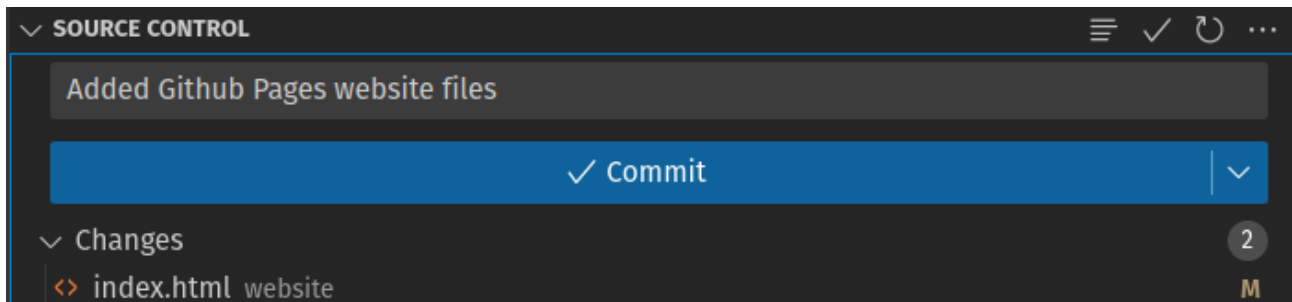 SOURCE CONTROL
Added Github Pages website files
Commit
Changes 2
index.html website M